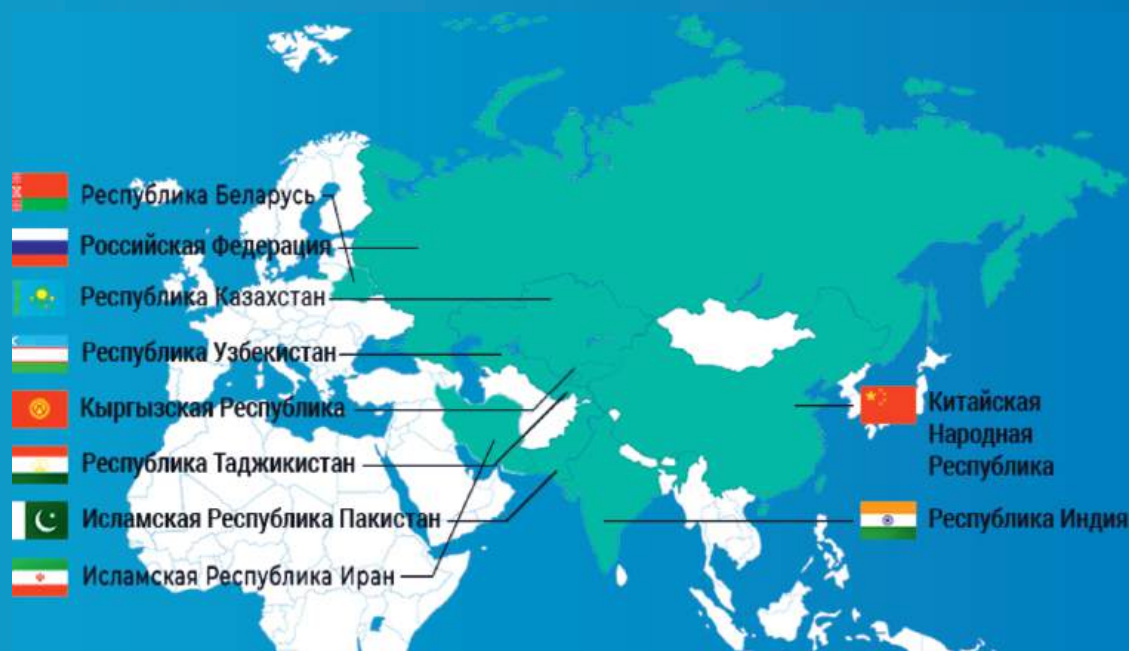 Республика Беларусь
Российская Федерация
Республика Казахстан
Республика Узбекистан
Кыргызская Республика
Республика Таджикистан
Исламская Республика Пакистан
Исламская Республика Иран
Китайская
Народная
Республика
Республика Индия